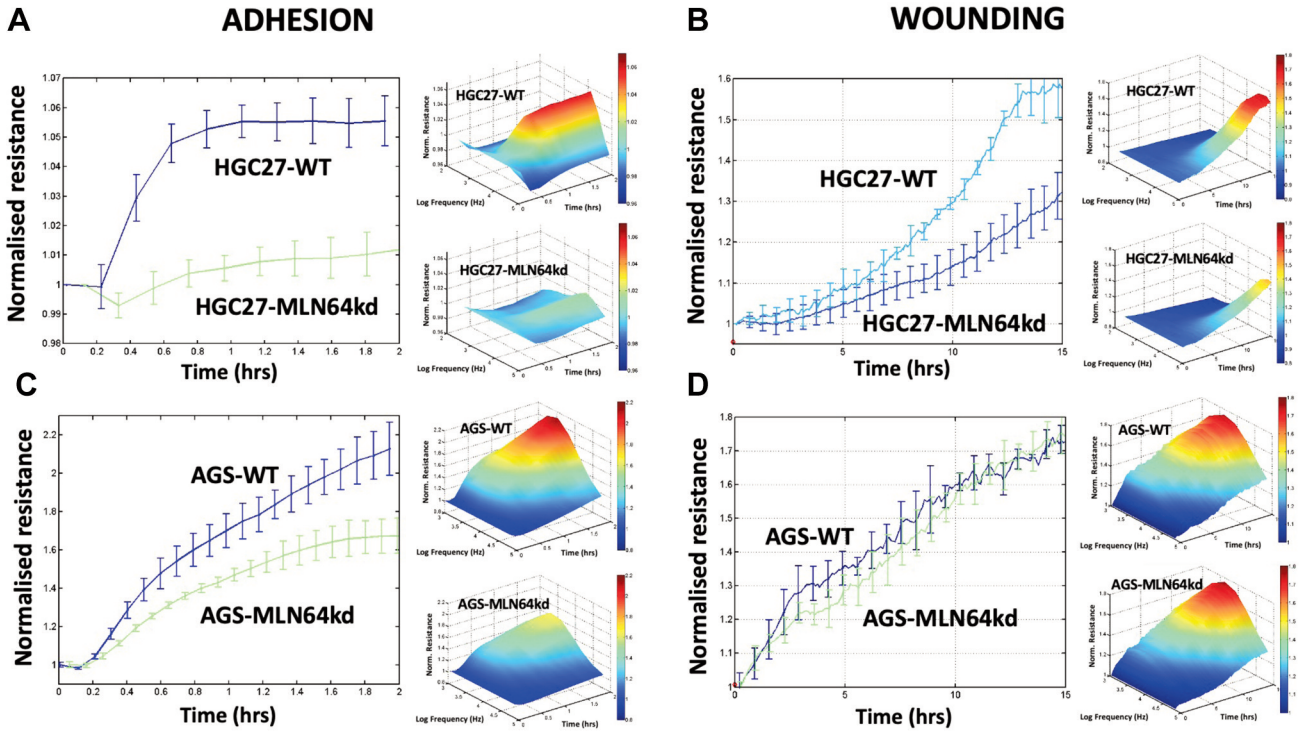 A
ADHESION
B
WOUNDING
Normalised resistance
1.07
1.06
1.05
1.04
1.03
1.02
1.01
1
0.99
0.98
HGC27-WT
HGC27-MLN64kd
0 0.2 0.4 0.6 0.8 1 1.2 1.4 1.6 1.8 2
Time (hrs)
HGC27-WT
Norm. Resistance
Log Frequency (Hz)
Time (hrs)
HGC27-MLN64kd
Norm. Resistance
Log Frequency (Hz)
Time (hrs)
Normalised resistance
1.6
1.5
1.4
1.3
1.2
1.1
1
HGC27-WT
HGC27-MLN64kd
0 5 10 15
Time (hrs)
HGC27-WT
Norm. Resistance
Log Frequency (Hz)
Time (hrs)
HGC27-MLN64kd
Norm. Resistance
Log Frequency (Hz)
Time (hrs)
C
D
Normalised resistance
2.2
2
1.8
1.6
1.4
1.2
1
AGS-WT
AGS-MLN64kd
0 0.2 0.4 0.6 0.8 1 1.2 1.4 1.6 1.8 2
Time (hrs)
AGS-WT
Norm. Resistance
Log Frequency (Hz)
Time (hrs)
AGS-MLN64kd
Norm. Resistance
Log Frequency (Hz)
Time (hrs)
Normalised resistance
1.8
1.7
1.6
1.5
1.4
1.3
1.2
1.1
1
AGS-WT
AGS-MLN64kd
0 5 10 15
Time (hrs)
AGS-WT
Norm. Resistance
Log Frequency (Hz)
Time (hrs)
AGS-MLN64kd
Norm. Resistance
Log Frequency (Hz)
Time (hrs)